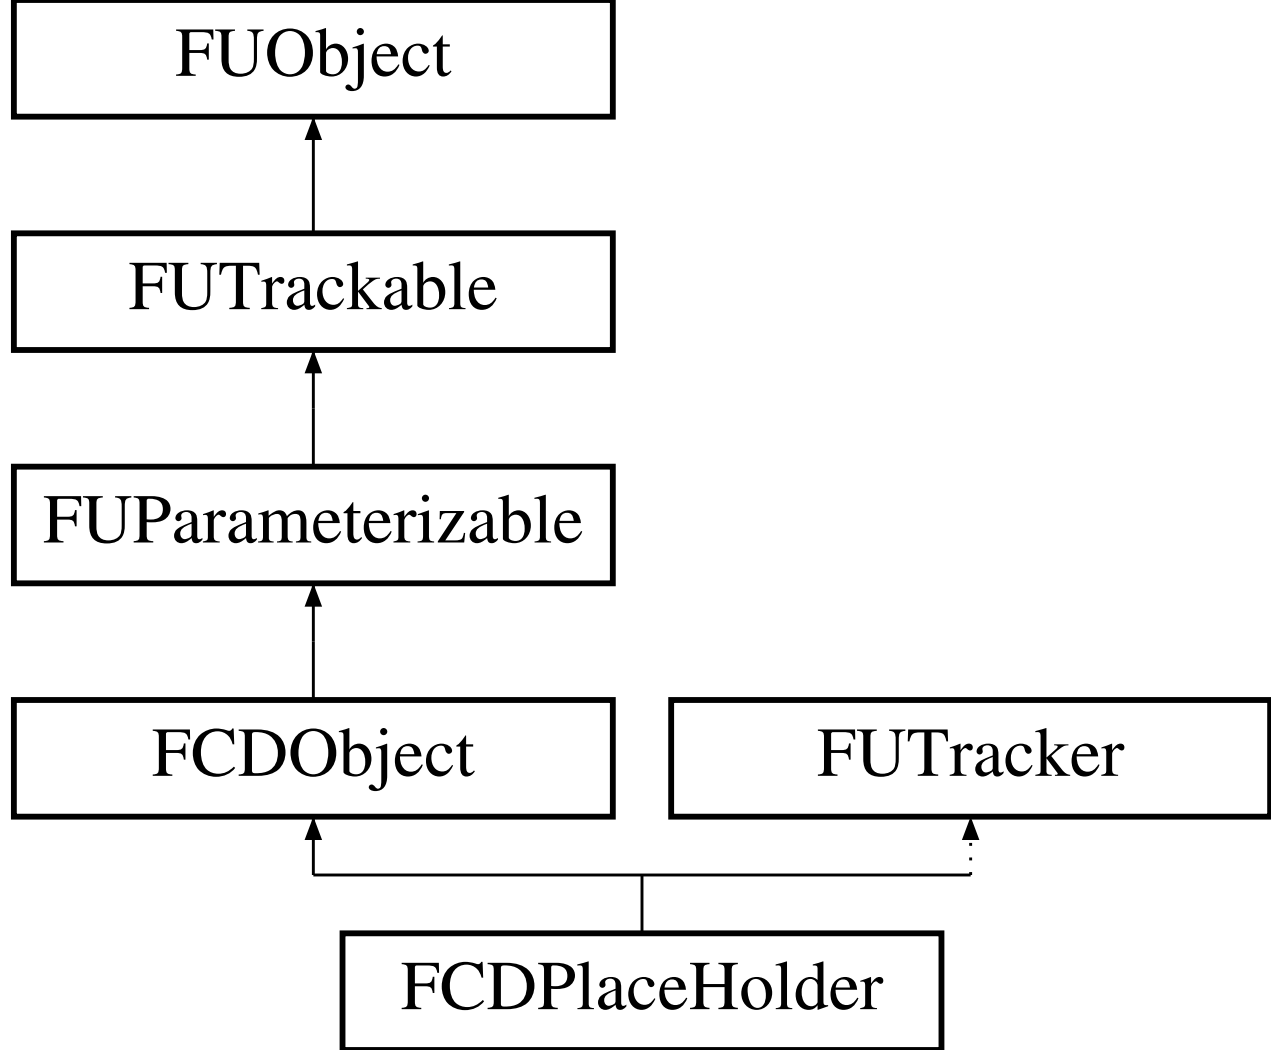 FUObject
FUTrackable
FUParameterizable
FCDObject
FUTracker
FCDPlaceHolder